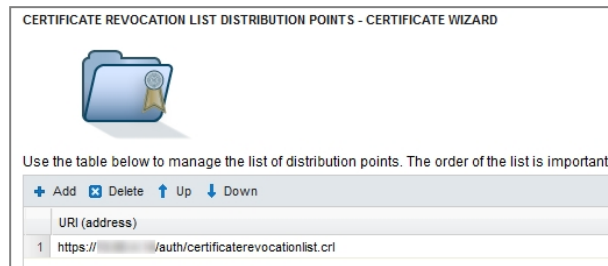 CERTIFICATE REVOCATION LIST DISTRIBUTION POINTS - CERTIFICATE WIZARD
Use the table below to manage the list of distribution points. The order of the list is important
Add Delete Up Down
URI (address)
1 https:// /auth/certificaterevocationlist.crl